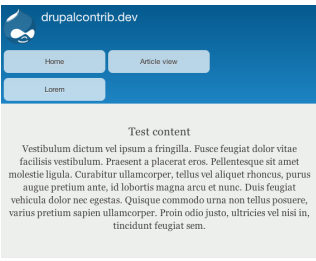 drupalcontrib.dev
Home
Article view
Lorem
Test content
Vestibulum dictum vel ipsum a fringilla. Fusce feugiat dolor vitae
facilisis vestibulum. Praesent a placerat eros. Pellentesque sit amet
molestie ligula. Curabitur ullamcorper, tellus vel aliquet rhoncus, purus
augue pretium ante, id lobortis magna arcu et nunc. Duis feugiat
vehicula dolor nec egestas. Quisque commodo urna non tellus posuere,
varius pretium sapien ullamcorper. Proin odio justo, ultricies vel nisi in,
tincidunt feugiat sem.